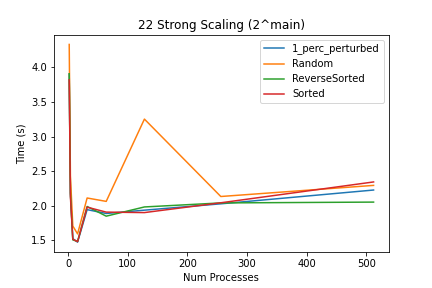 22 Strong Scaling (2^main)
1_perc_perturbed
Random
ReverseSorted
Sorted
Time (s)
4.0
3.5
3.0
2.5
2.0
1.5
0
100
200
300
400
500
Num Processes